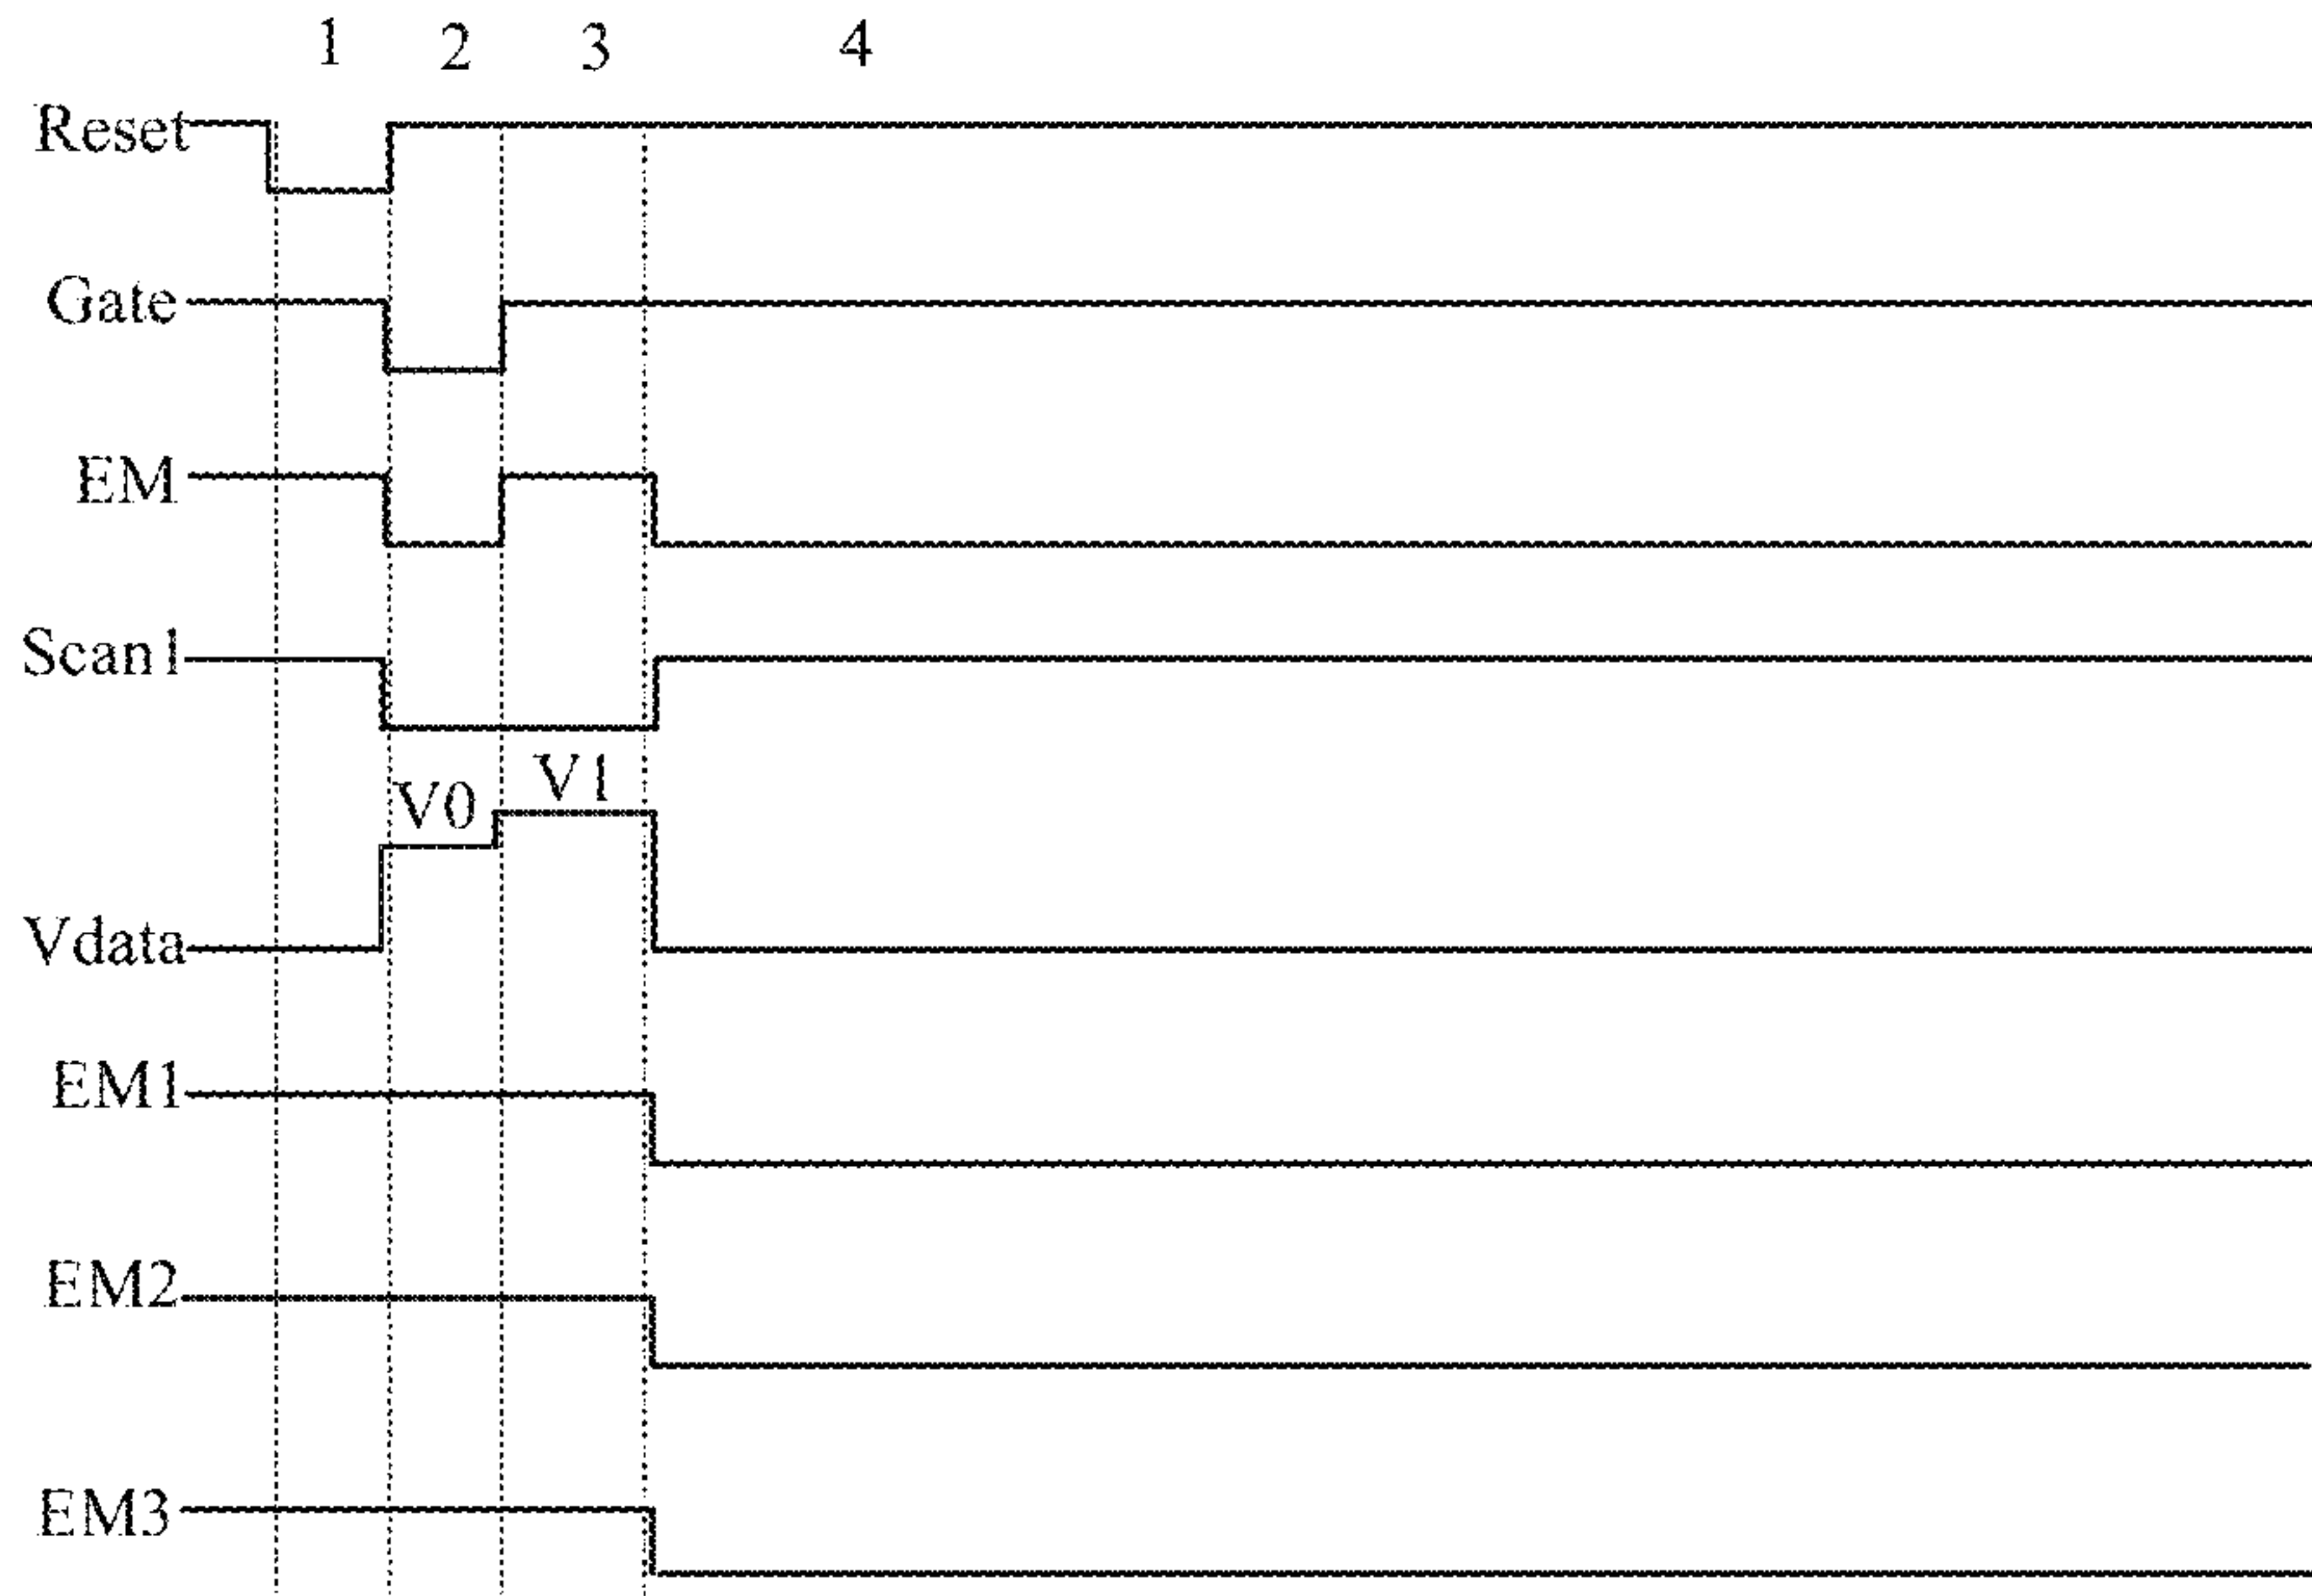 1 2 3 4
Reset
Gate
EM
Scan1
V0 V1
Vdata
EM1
EM2
EM3